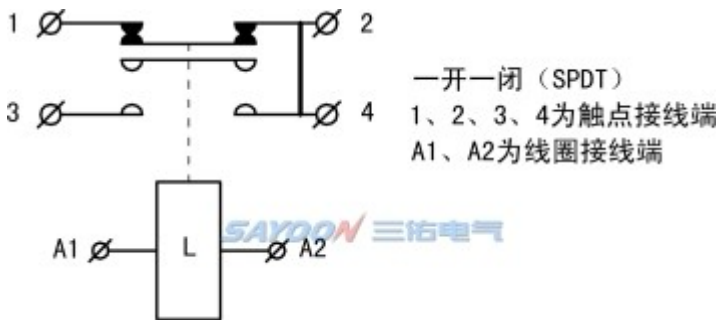 1 2
一开一闭（SPDT）
3 4 1、2、3、4为触点接线端
A1、A2为线圈接线端
SAYOON 三佑电气
A1 L A2